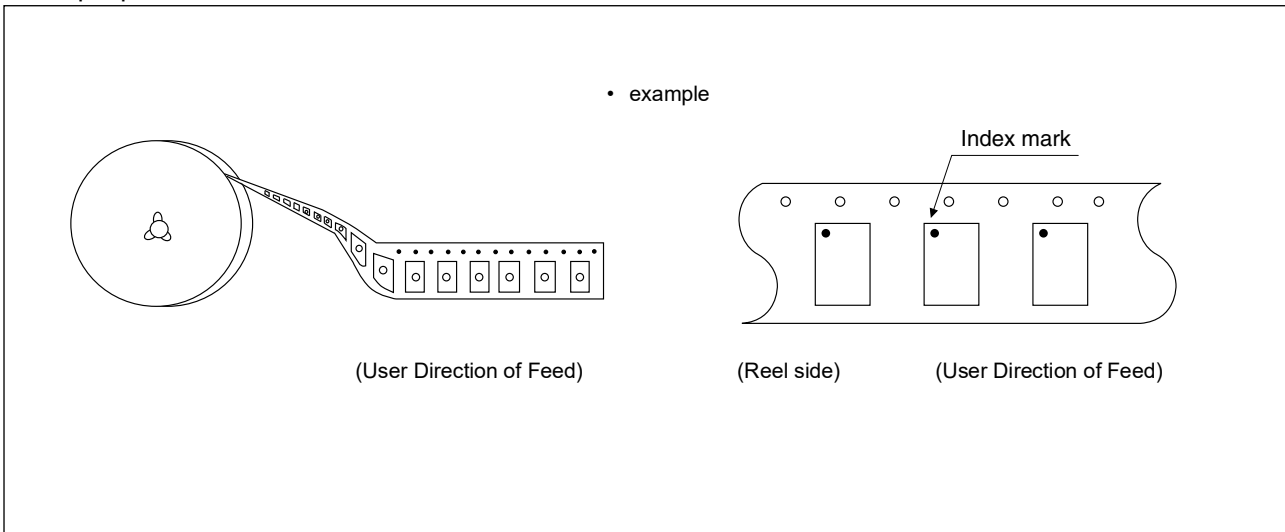 • example
Index mark
(User Direction of Feed)
(Reel side)
(User Direction of Feed)